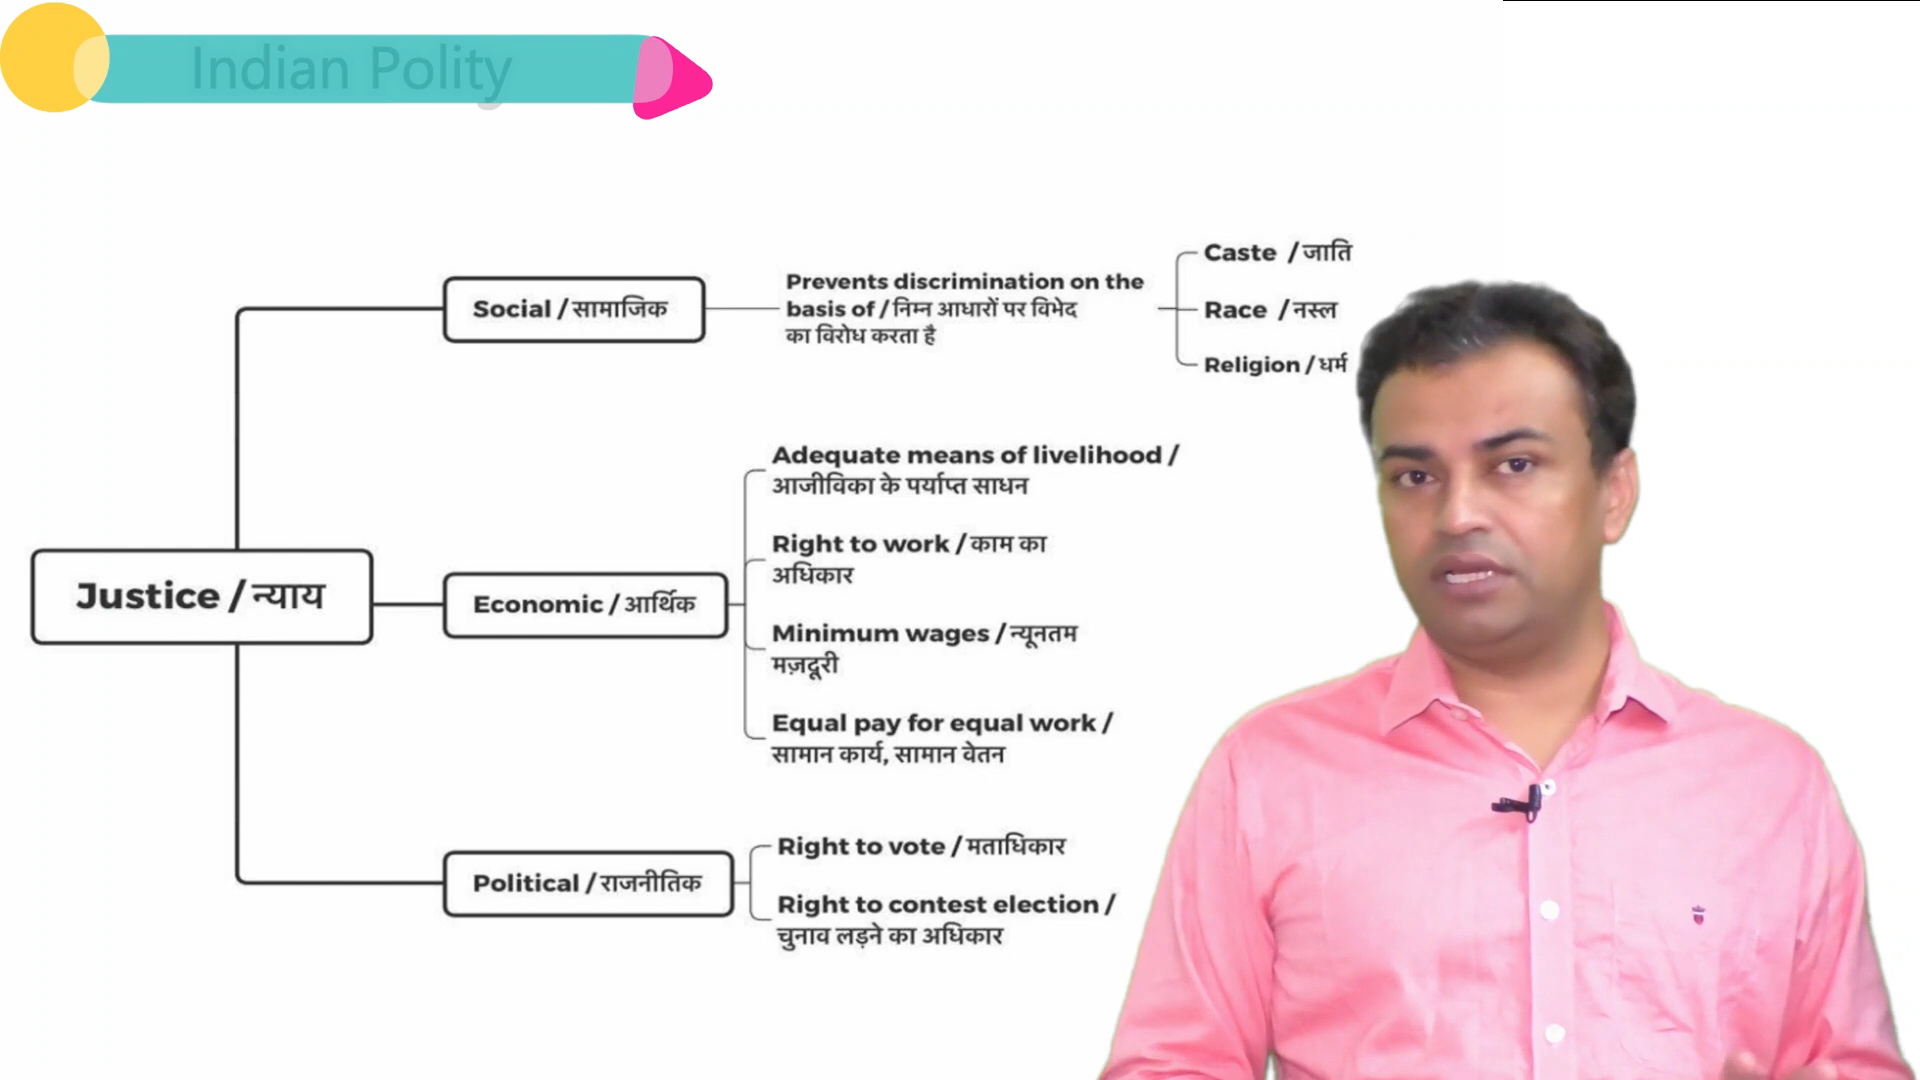 Indian Polity
Caste / जाति
Social / सामाजिक
Prevents discrimination on the
basis of / निम्न आधारों पर विभेद
का विरोध करता है
Race / नस्ल
Religion / धर्म
Justice / न्याय
Economic / आर्थिक
Adequate means of livelihood /
आजीविका के पर्याप्त साधन
Right to work / काम का
अधिकार
Minimum wages / न्यूनतम
मज़दूरी
Equal pay for equal work /
सामान कार्य, सामान वेतन
Political / राजनीतिक
Right to vote / मताधिकार
Right to contest election /
चुनाव लड़ने का अधिकार